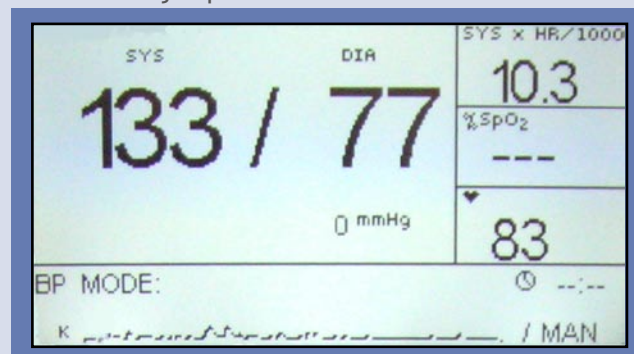 SYS DIA
133 / 77
0 mmHg
SYS x HR/1000
10.3
%SpO2
---
83
BP MODE:
--:--
K / MAN